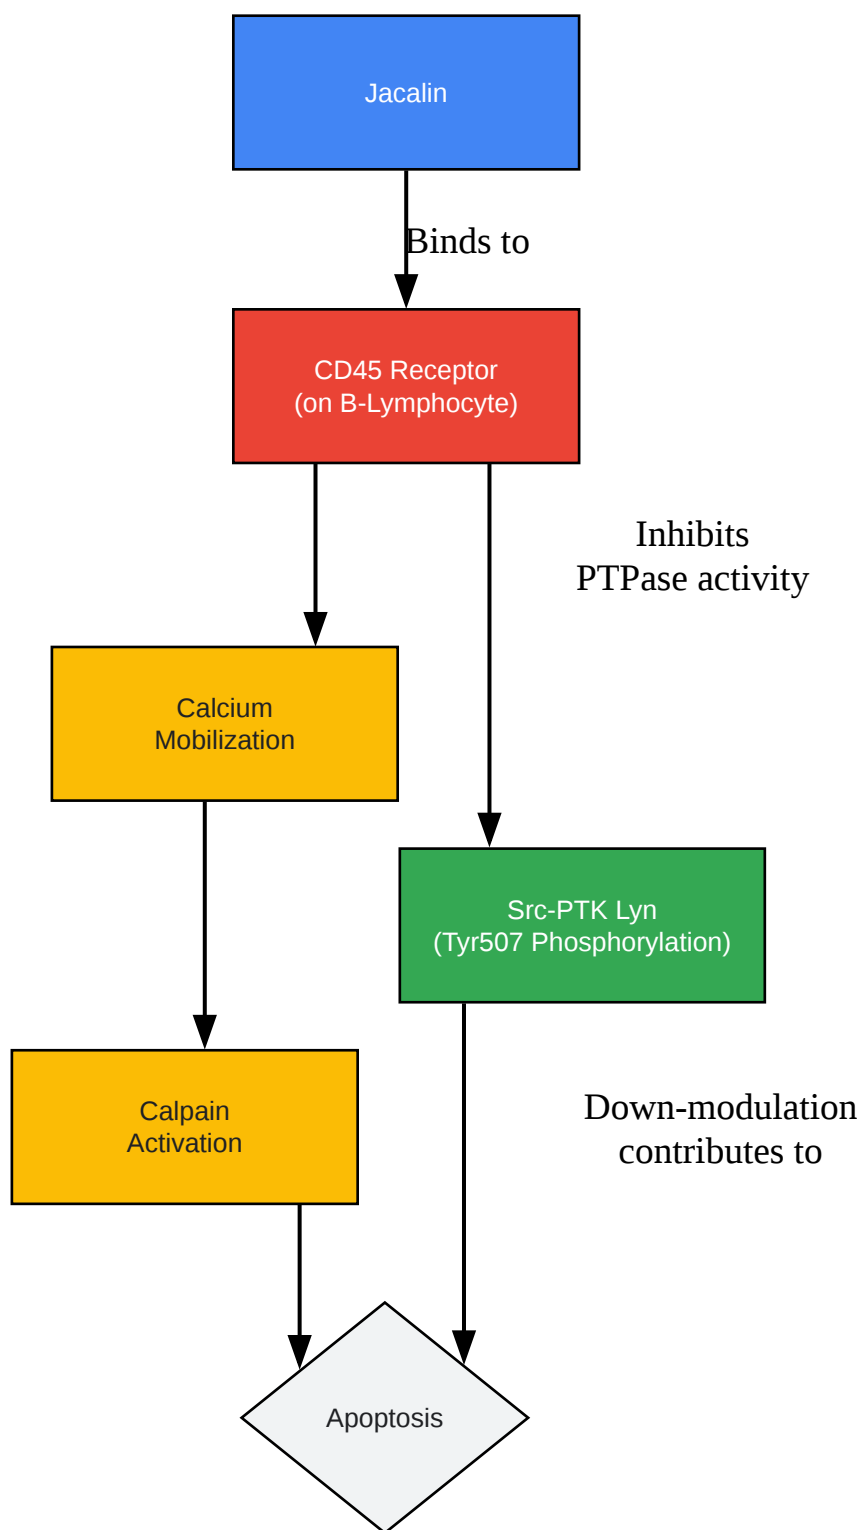 Jacalin
Binds to
CD45 Receptor
(on B-Lymphocyte)
Inhibits
PTPase activity
Calcium
Mobilization
Src-PTK Lyn
(Tyr507 Phosphorylation)
Calpain
Activation
Down-modulation
contributes to
Apoptosis